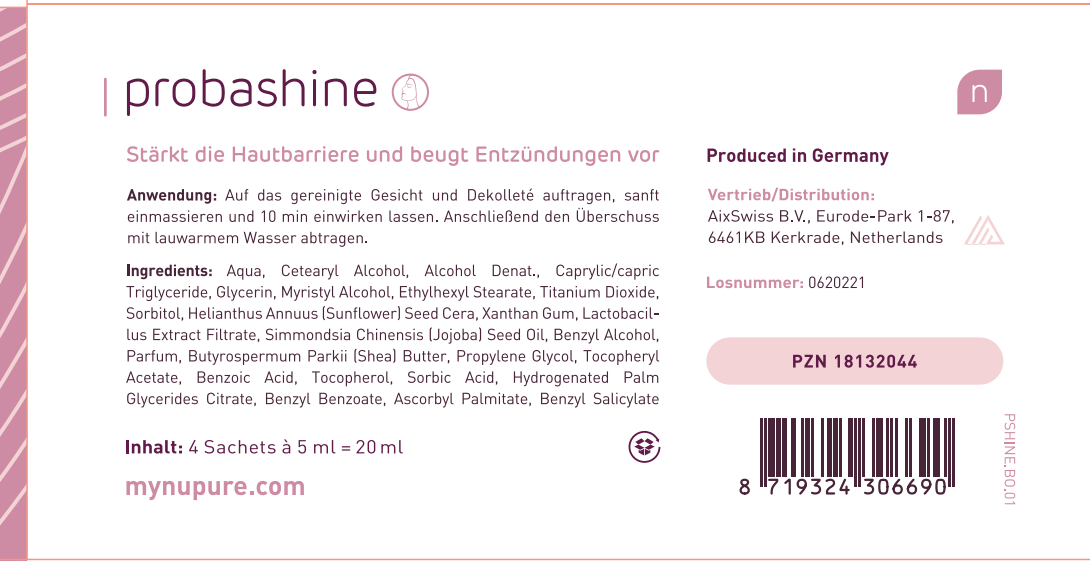 probashine
n
Stärkt die Hautbarriere und beugt Entzündungen vor
Anwendung: Auf das gereinigte Gesicht und Dekolleté auftragen, sanft
einmassieren und 10 min einwirken lassen. Anschließend den Überschuss
mit lauwarmem Wasser abtragen.
Ingredients: Aqua, Cetearyl Alcohol, Alcohol Denat., Caprylic/capric
Triglyceride, Glycerin, Myristyl Alcohol, Ethylhexyl Stearate, Titanium Dioxide,
Sorbitol, Helianthus Annuus (Sunflower) Seed Cera, Xanthan Gum, Lactobacil-
lus Extract Filtrate, Simmondsia Chinensis (Jojoba) Seed Oil, Benzyl Alcohol,
Parfum, Butyrospermum Parkii (Shea) Butter, Propylene Glycol, Tocopheryl
Acetate, Benzoic Acid, Tocopherol, Sorbic Acid, Hydrogenated Palm
Glycerides Citrate, Benzyl Benzoate, Ascorbyl Palmitate, Benzyl Salicylate
Inhalt: 4 Sachets à 5 ml = 20 ml
mynupure.com
Produced in Germany
Vertrieb/Distribution:
AixSwiss B.V., Eurode-Park 1-87,
6461KB Kerkrade, Netherlands
Losnummer: 0620221
PZN 18132044
8 719324 306690
PSHINE.BO.01